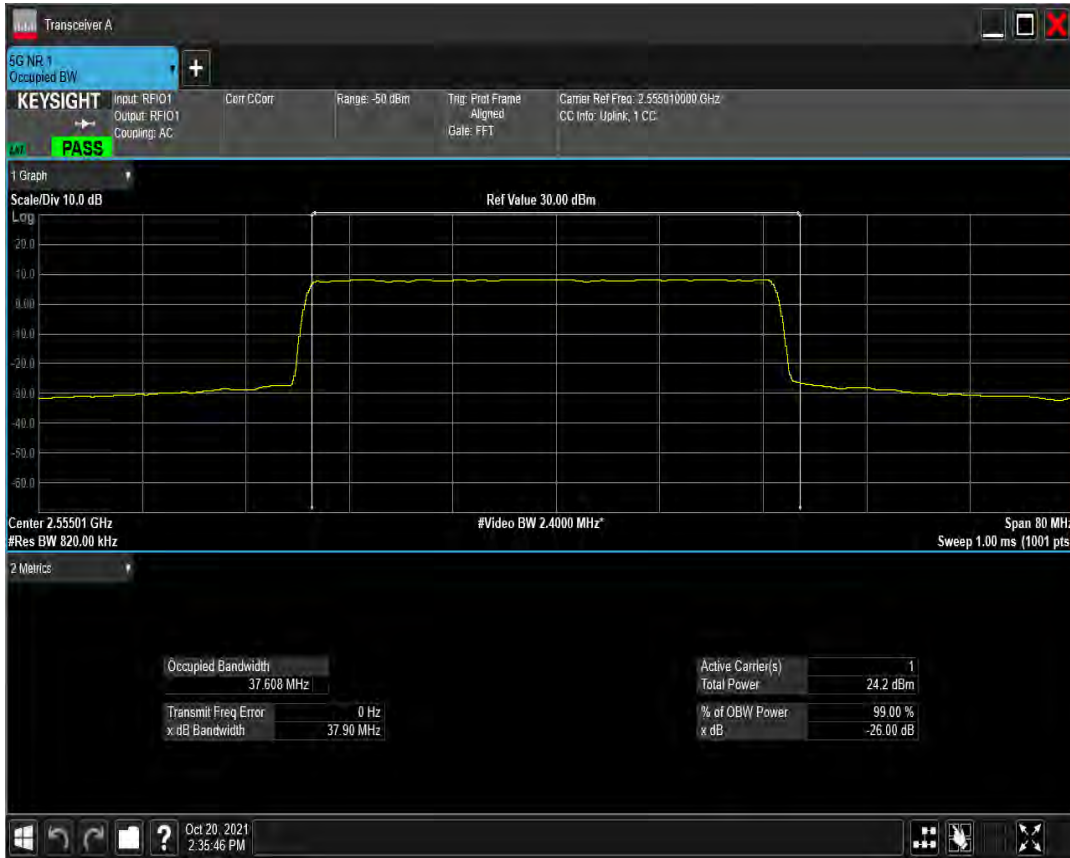 Transceiver A
5G NR 1
Occupied BW
+
KEYSIGHT
PASS
Input: RFIO1
Output: RFIO1
Coupling: AC
Corr CCorr
Range: -50 dBm
Trig: Prot Frame
Aligned
Gate: FFT
Carrier Ref Freq: 2.555010000 GHz
CC Info: Uplink, 1 CC
1 Graph
Scale/Div 10.0 dB
Ref Value 30.00 dBm
Log
20.0
10.0
0.00
-10.0
-20.0
-30.0
-40.0
-50.0
-60.0
Center 2.55501 GHz
#Video BW 2.4000 MHz*
Span 80 MHz
#Res BW 820.00 kHz
Sweep 1.00 ms (1001 pts
2 Metrics
Occupied Bandwidth
37.608 MHz
Transmit Freq Error 0 Hz
x dB Bandwidth 37.90 MHz
Active Carrier(s) 1
Total Power 24.2 dBm
% of OBW Power 99.00 %
x dB -26.00 dB
?
Oct 20, 2021
2:35:46 PM